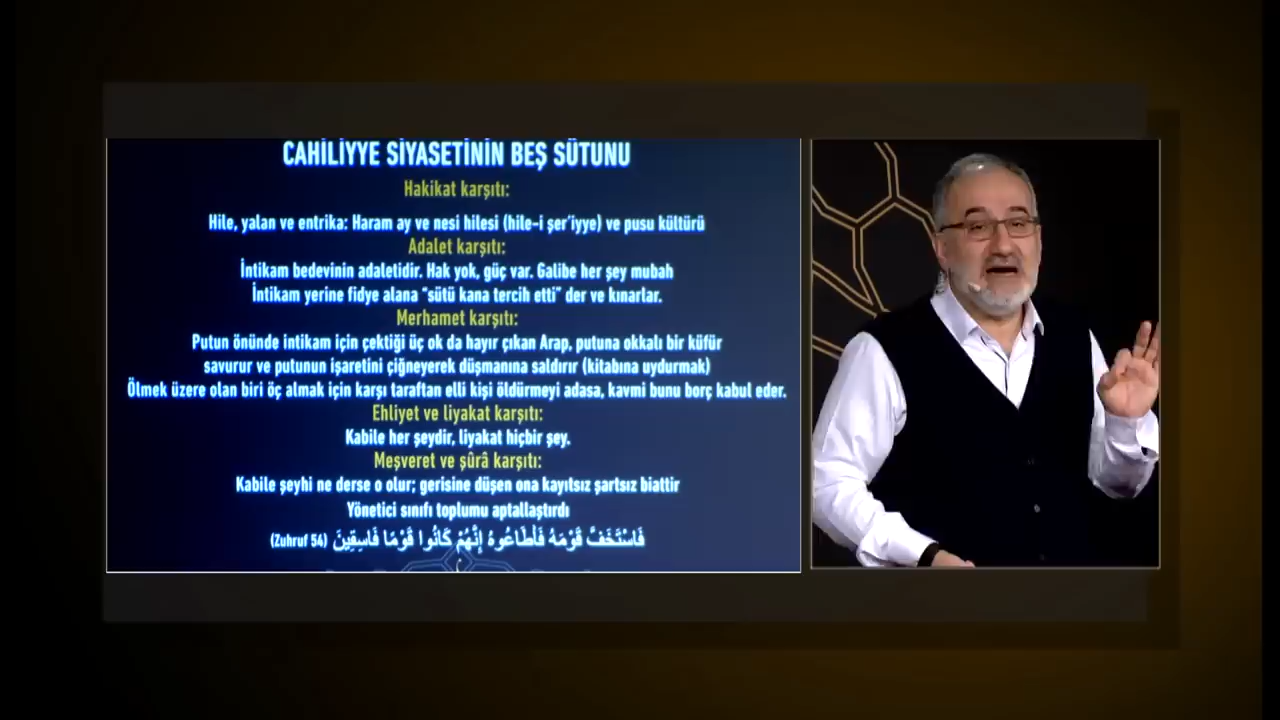 CAHİLİYYE SİYASETİNİN BEŞ SÜTUNU
Hakikat karşıtı:
Hile, yalan ve entrika: Haram ay ve nesi hilesi (hile-i şer’iyye) ve pusu kültürü
Adalet karşıtı:
İntikam bedevinin adaletidir. Hak yok, güç var. Galibe her şey mubah
İntikam yerine fidye alana “sütü kana tercih etti” der ve kınarlar.
Merhamet karşıtı:
Putun önünde intikam için çektiği üç ok da hayır çıkan Arap, putuna okkalı bir küfür
savurur ve putunun işaretini çiğneyerek düşmanına saldırır (kitabına uydurmak)
Ölmek üzere olan biri öç almak için karşı taraftan elli kişi öldürmeyi adasa, kavmi bunu borç kabul eder.
Ehliyet ve liyakat karşıtı:
Kabile her şeydir, liyakat hiçbir şey.
Meşveret ve şûrâ karşıtı:
Kabile şeyhi ne derse o olur; gerisine düşen ona kayıtsız şartsız biattir
Yönetici sınıfı toplumu aptallaştırdı
فَاسْتَخَفَّ قَوْمَهُ فَأَطَاعُوهُ إِنَّهُمْ كَانُوا قَوْمًا فَاسِقِينَ (Zuhruf 54)